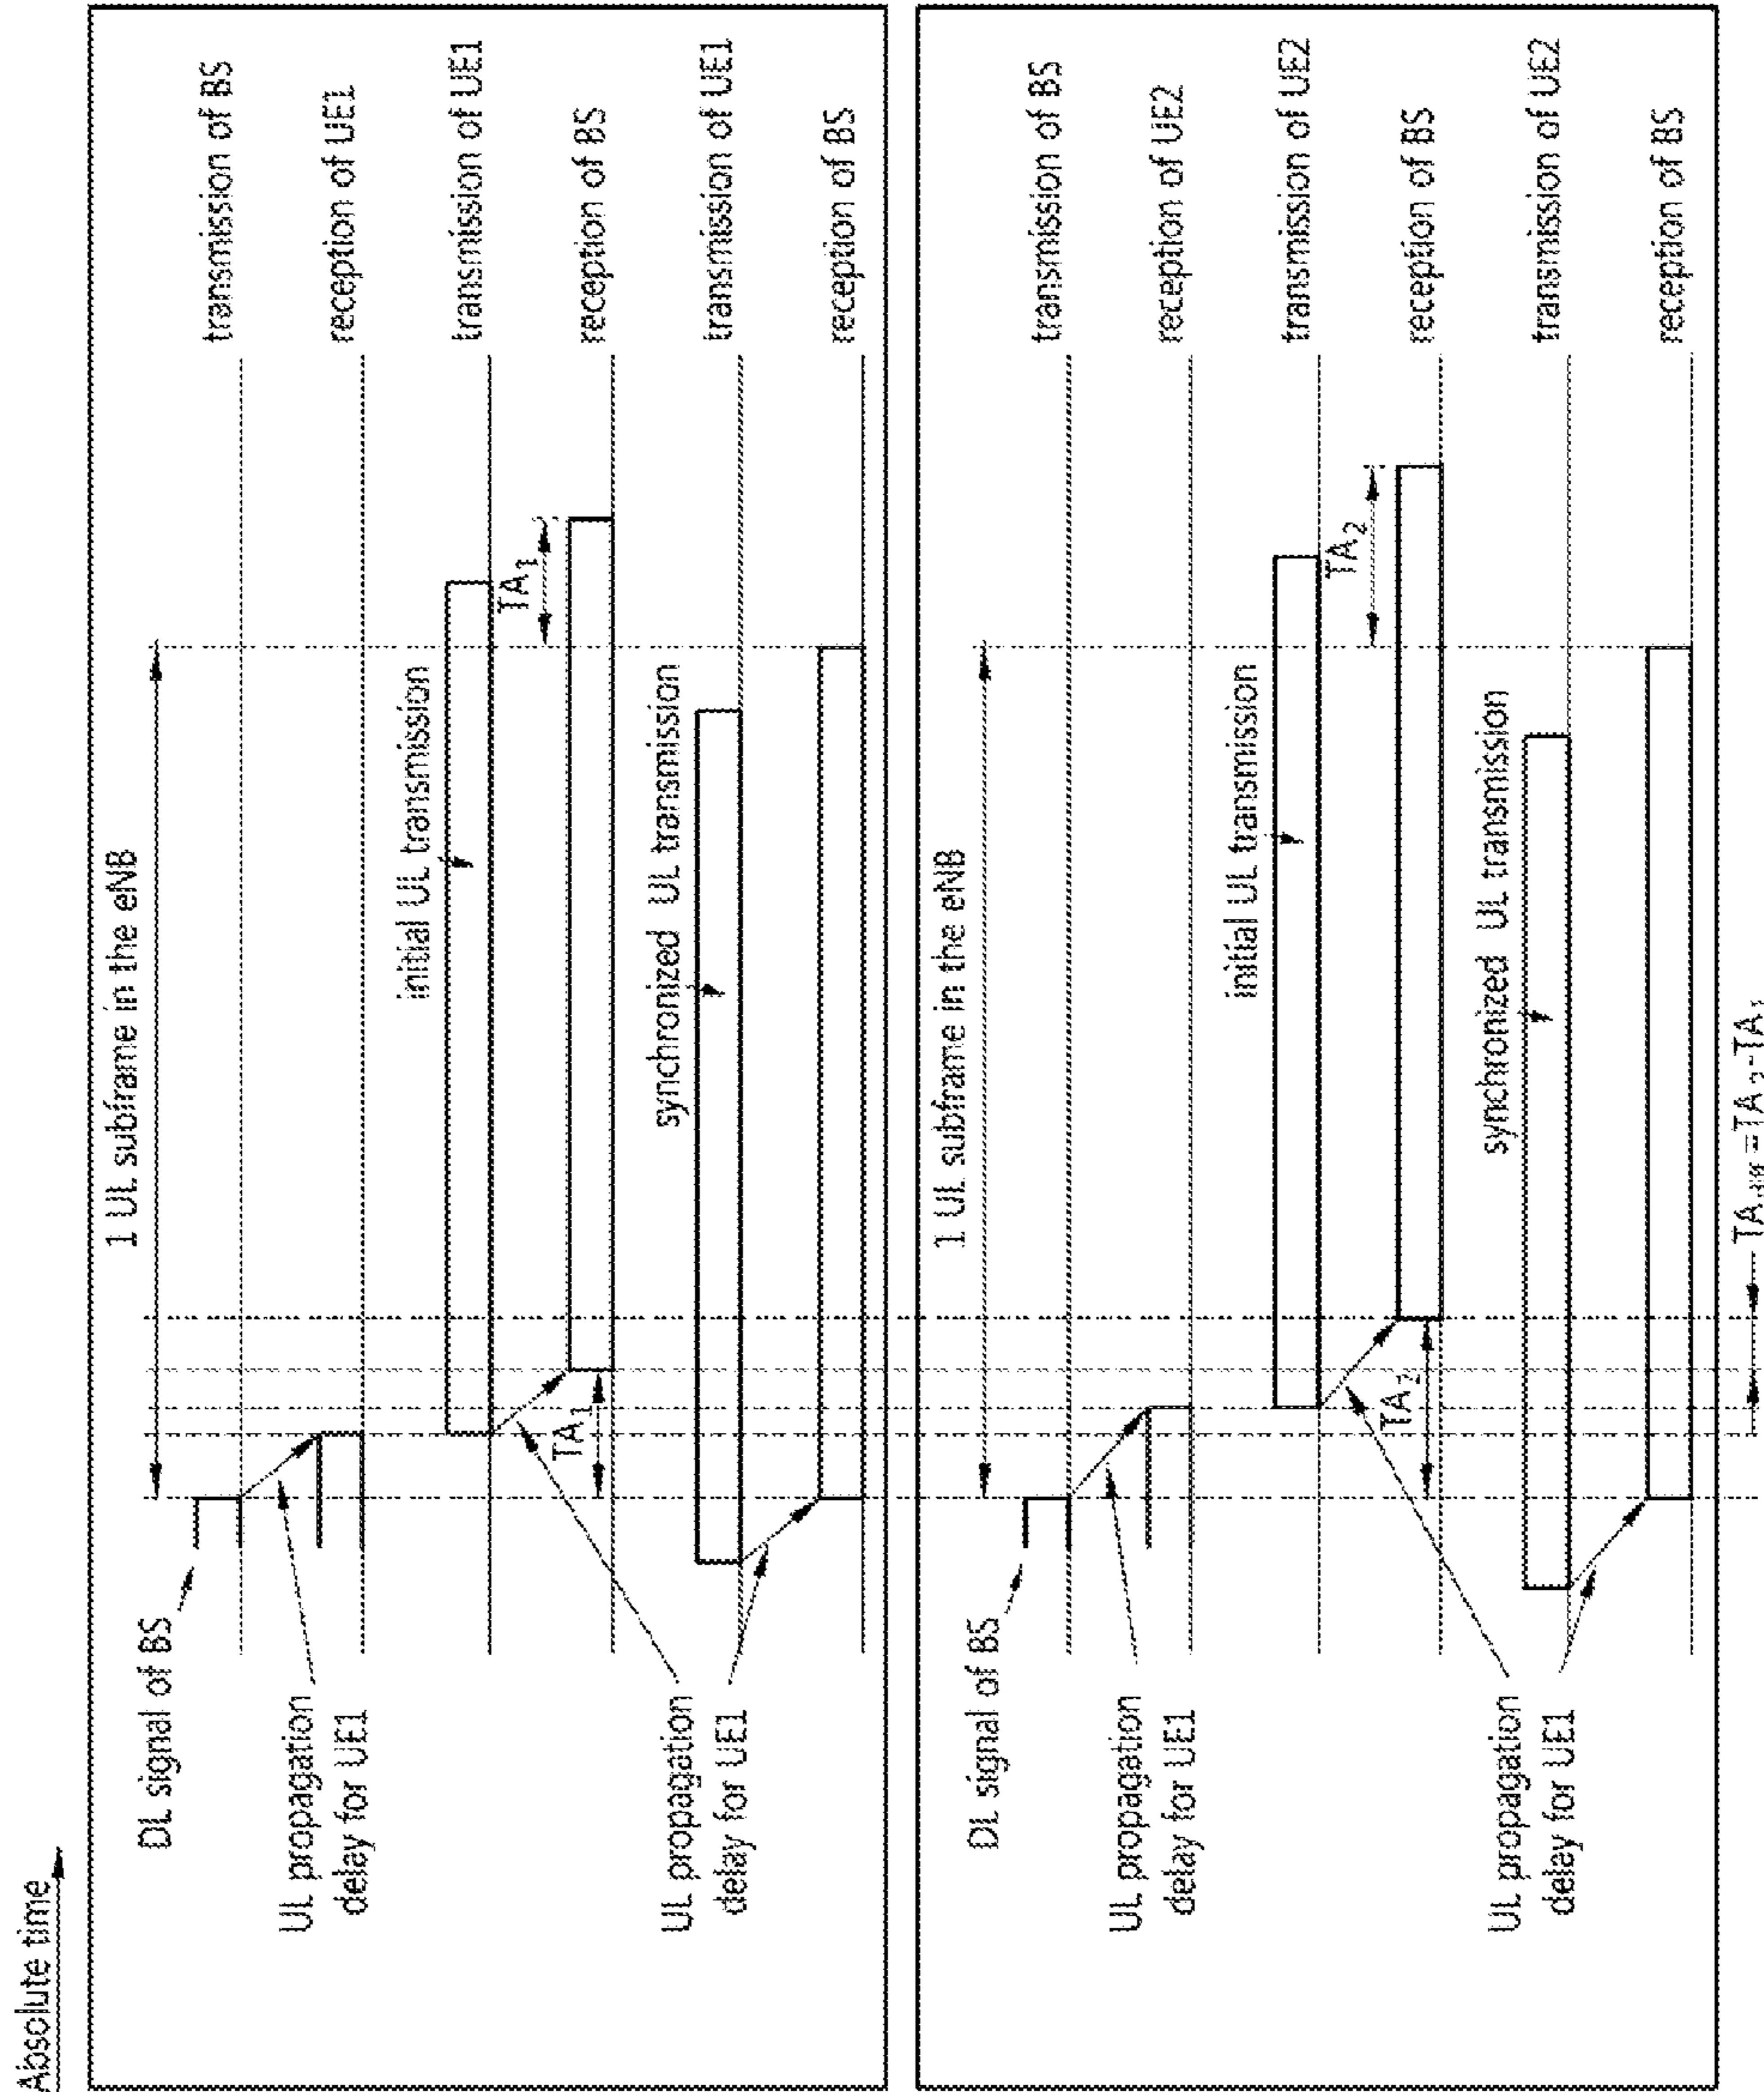 Absolute time
1 UL subframe in the eNB
DL signal of BS
transmission of BS
UL propagation
delay for UE1
reception of UE1
initial UL transmission
transmission of UE1
TA1
TA1
reception of BS
synchronized UL transmission
UL propagation
delay for UE1
transmission of UE1
reception of BS
1 UL subframe in the eNB
DL signal of BS
transmission of BS
UL propagation
delay for UE1
reception of UE2
initial UL transmission
transmission of UE2
TA2
TA2
reception of BS
synchronized UL transmission
UL propagation
delay for UE1
transmission of UE2
reception of BS